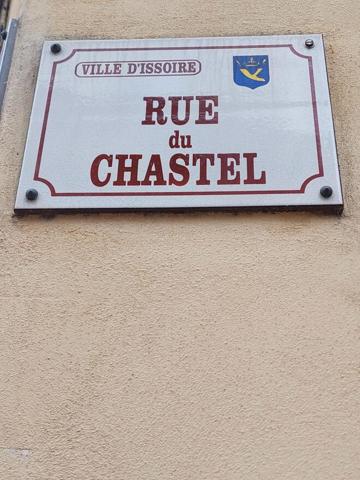 VILLE D'ISSOIRE
RUE
du
CHASTEL